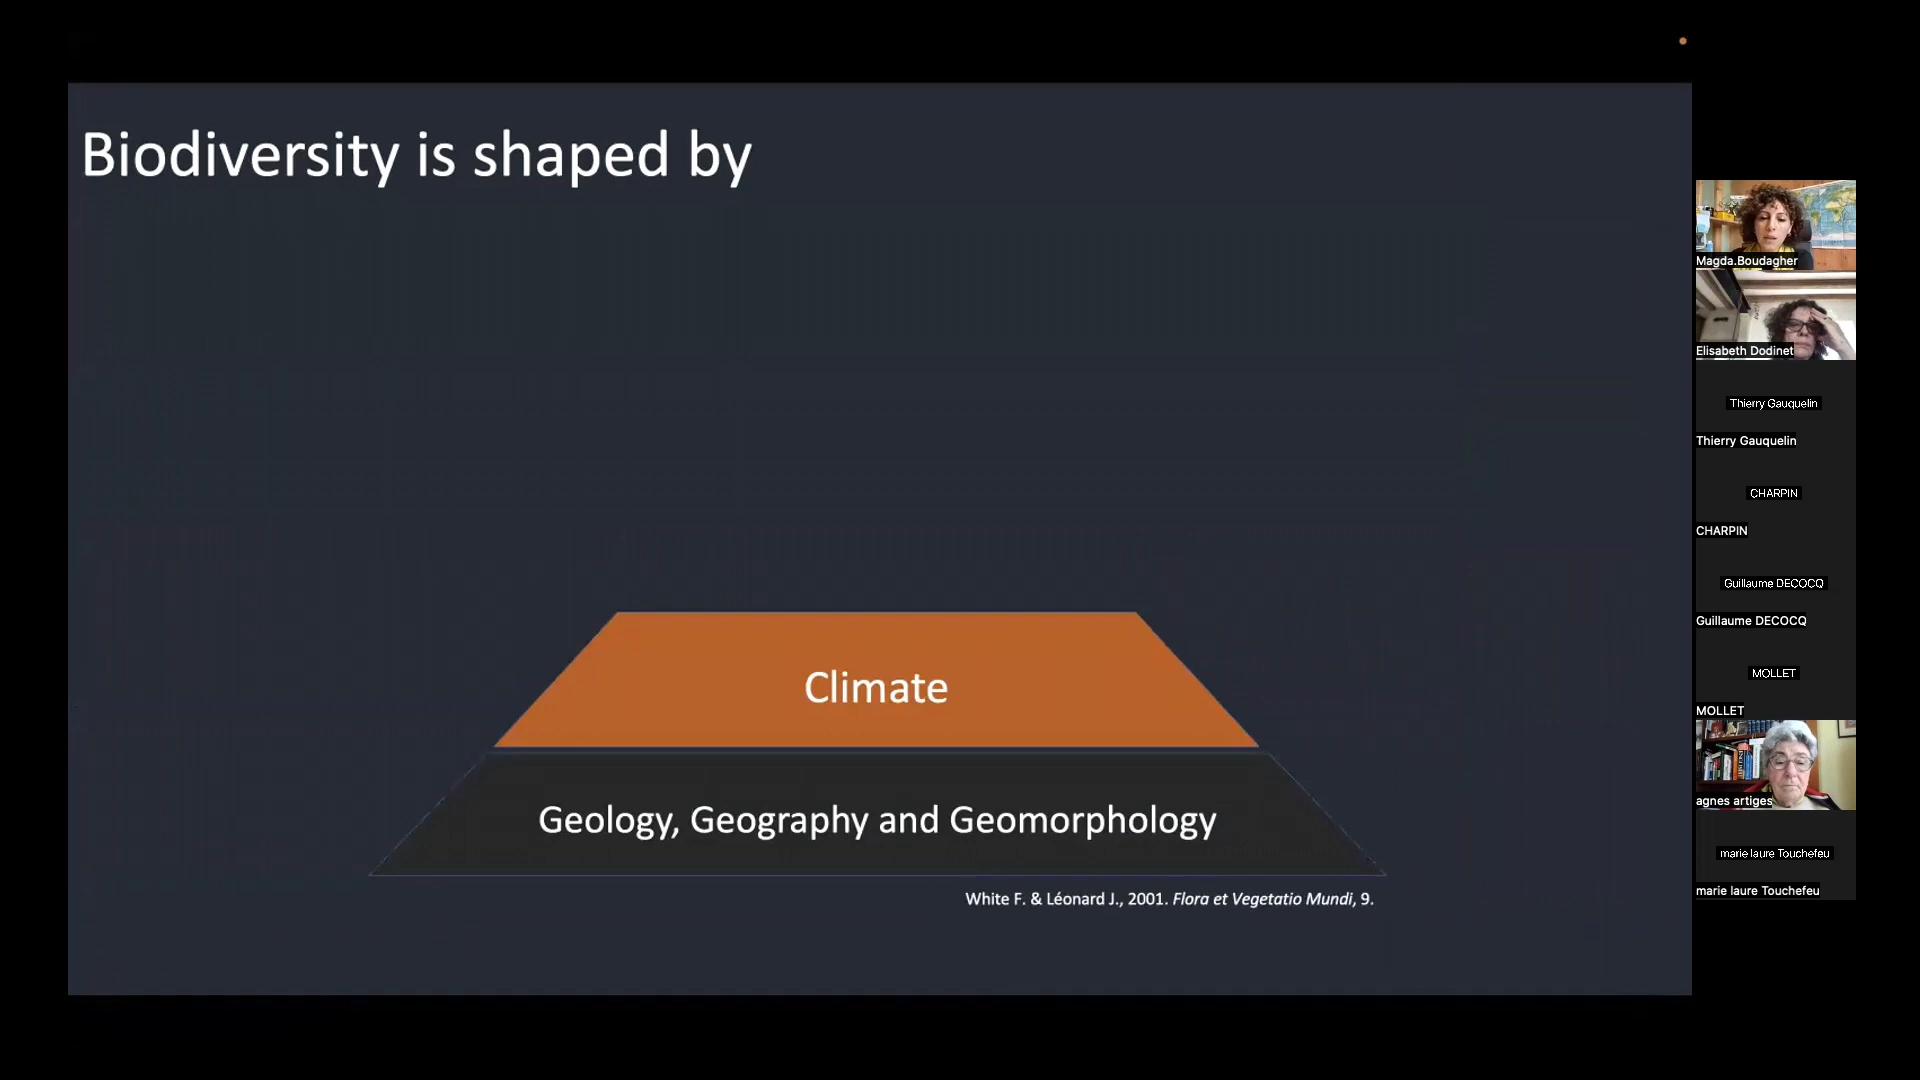 Biodiversity is shaped by
Climate
Geology, Geography and Geomorphology
White F. & Léonard J., 2001. Flora et Vegetatio Mundi, 9.
Magda.Boudagher
Elisabeth Dodinet
Thierry Gauquelin
Thierry Gauquelin
CHARPIN
CHARPIN
Guillaume DECOCQ
Guillaume DECOCQ
MOLLET
MOLLET
agnes artiges
marie laure Touchefeu
marie laure Touchefeu